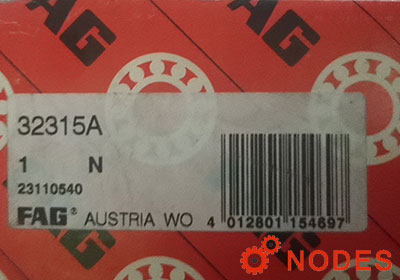 FAG
FAG
32315A
1 N
23110540
FAG® AUSTRIA WO 4 012801 154697
NODES